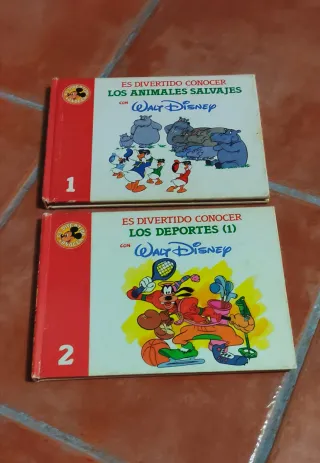 ES DIVERTIDO CONOCER
LOS ANIMALES SALVAJES
CON WALT DISNEY
1
ES DIVERTIDO CONOCER
LOS DEPORTES (1)
CON WALT DISNEY
2